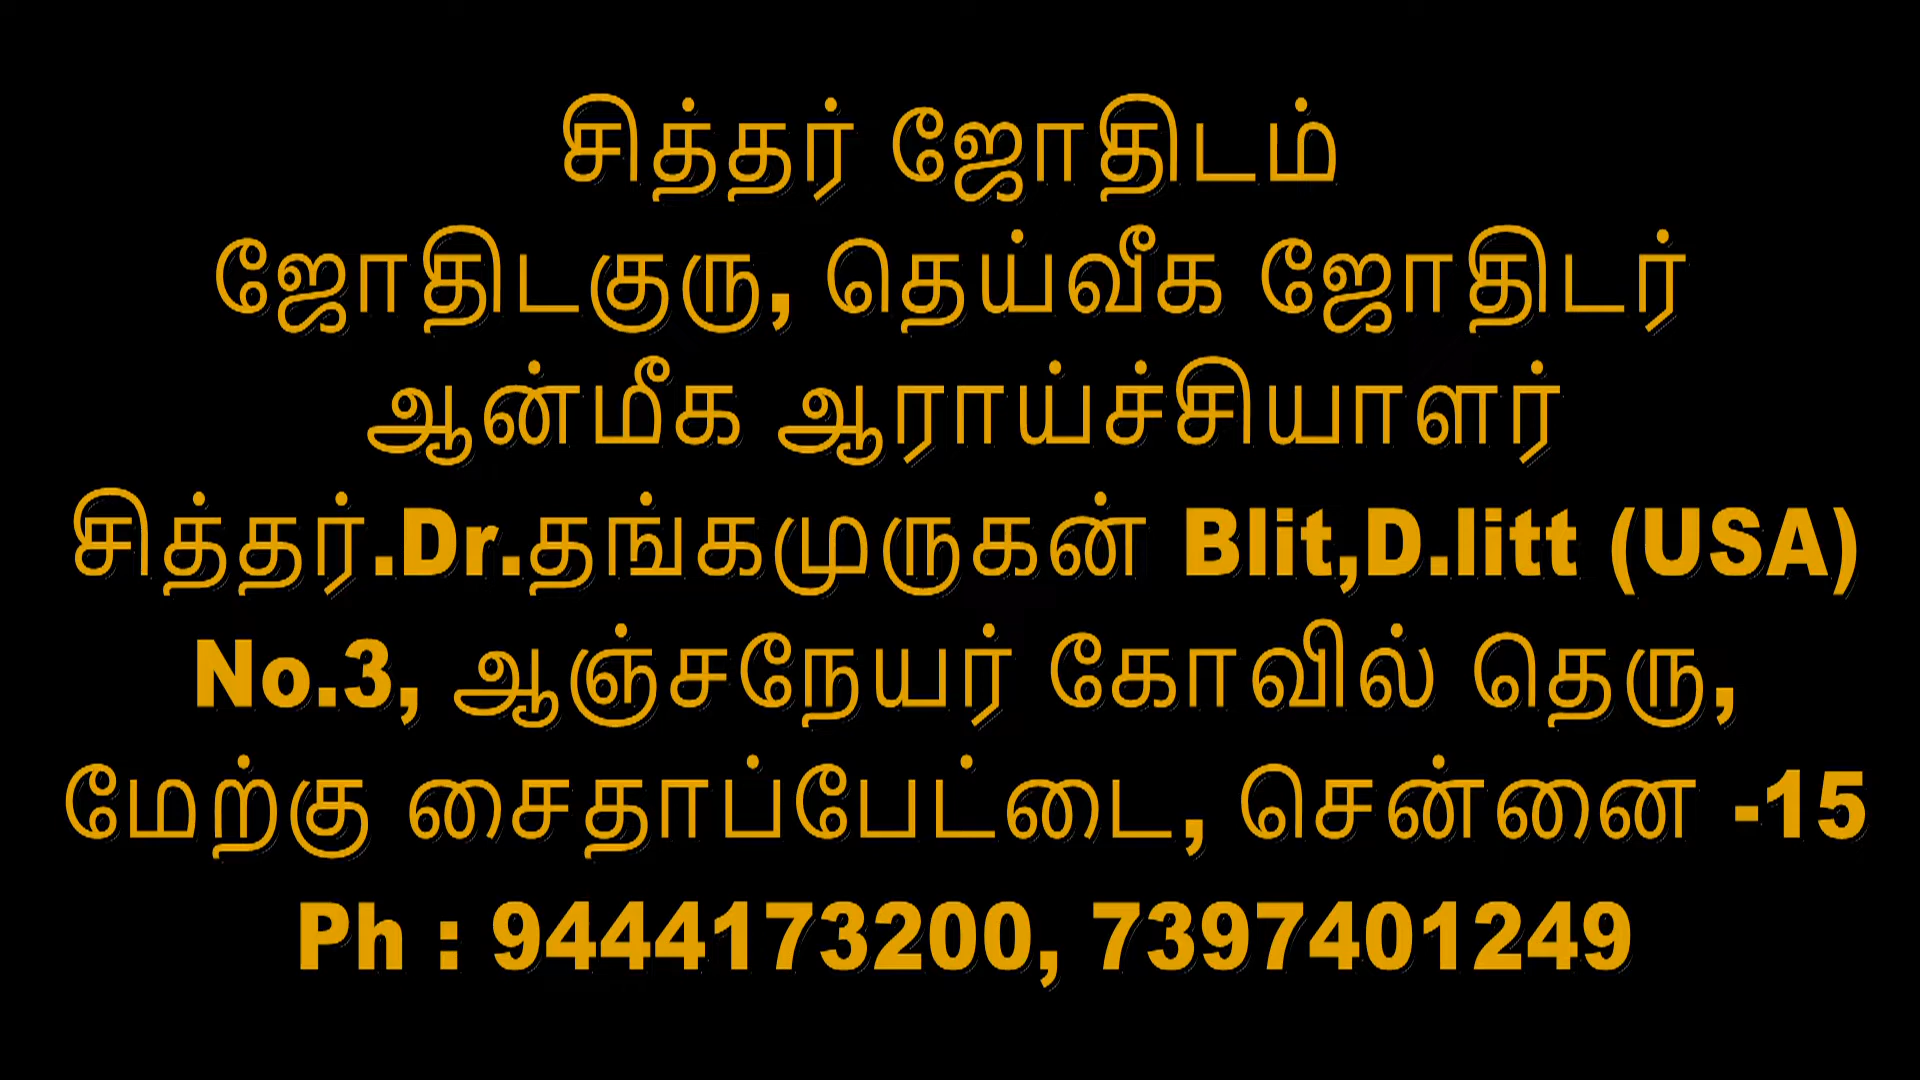 சித்தர் ஜோதிடம்
ஜோதிடகுரு, தெய்வீக ஜோதிடர்
ஆன்மீக ஆராய்ச்சியாளர்
சித்தர்.Dr.தங்கமுருகன் Blit,D.litt (USA)
No.3, ஆஞ்சநேயர் கோவில் தெரு,
மேற்கு சைதாப்பேட்டை, சென்னை -15
Ph : 9444173200, 7397401249